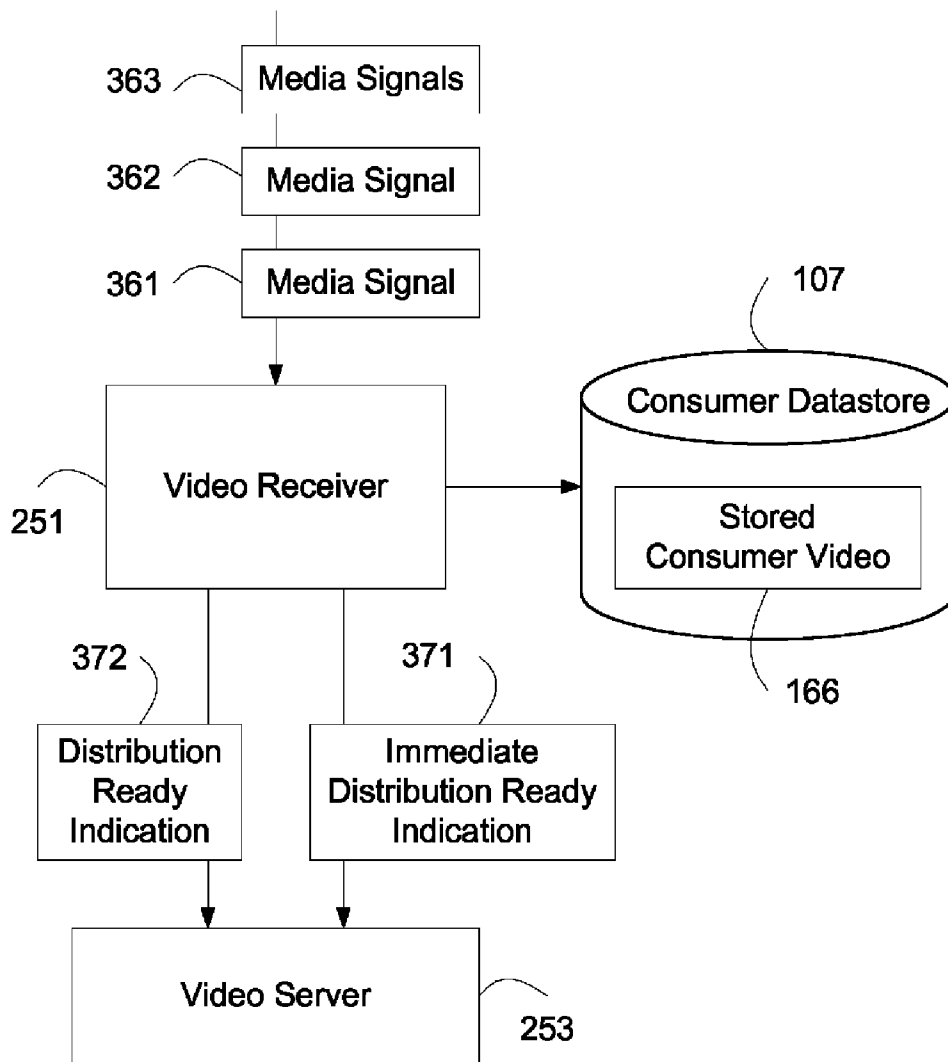 363
Media Signals
362
Media Signal
361
Media Signal
107
Consumer Datastore
Video Receiver
251
Stored
Consumer Video
372
371
166
Distribution
Ready
Indication
Immediate
Distribution Ready
Indication
Video Server
253